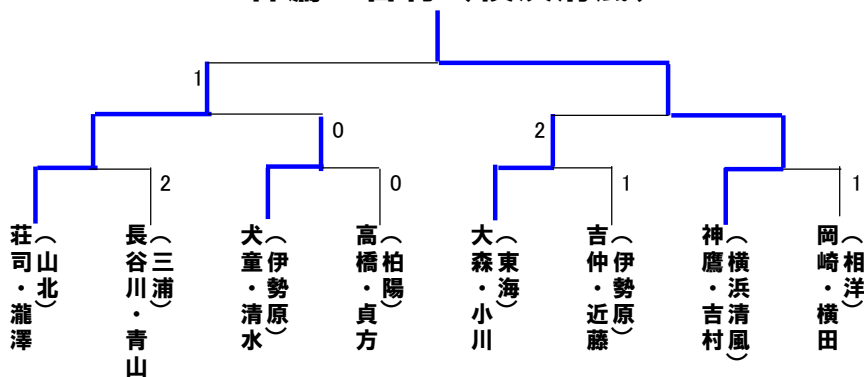 1
0
2
2
0
1
1
荘司・瀧澤
（山北）
長谷川・青山
（三浦）
犬童・清水
（伊勢原）
高橋・貞方
（柏陽）
大森・小川
（東海）
吉仲・近藤
（伊勢原）
神鷹・吉村
（横浜清風）
岡崎・横田
（相洋）